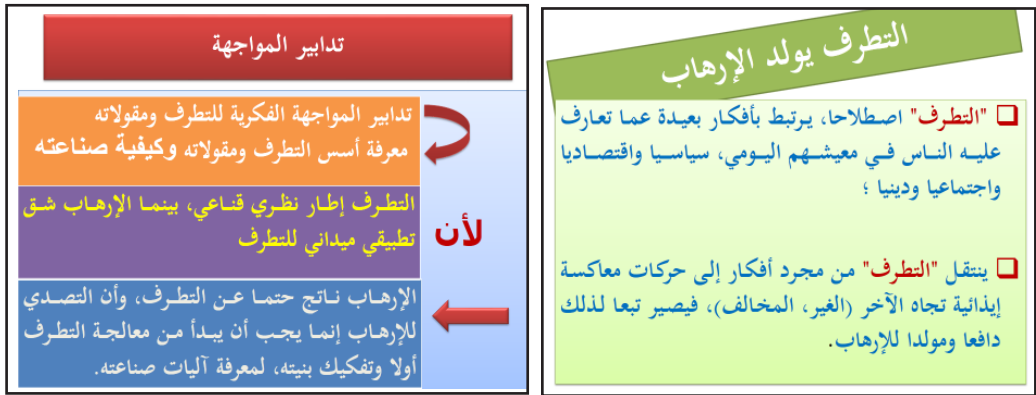 التطرف يولد الإرهاب
"التطرف" اصطلاحا، يرتبط بأفكار بعيدة عما تعارف
عليه الناس في معيشهم اليومي، سياسيا واقتصاديا
واجتماعيا ودينيا ؛
ينتقل "التطرف" من مجرد أفكار إلى حركات معاكسة
إيذائية تجاه الآخر (الغير، المخالف)، فيصير تبعا لذلك
دافعا ومولدا للإرهاب.
تدابير المواجهة
تدابير المواجهة الفكرية للتطرف ومقولاته
معرفة أسس التطرف ومقولاته وكيفية صناعته
لأن
التطرف إطار نظري قناعي، بينما الإرهاب شق
تطبيقي ميداني للتطرف
الإرهاب ناتج حتما عن التطرف، وأن التصدي
للإرهاب إنما يجب أن يبدأ من معالجة التطرف
أولا وتفكيك بنيته، لمعرفة آليات صناعته.